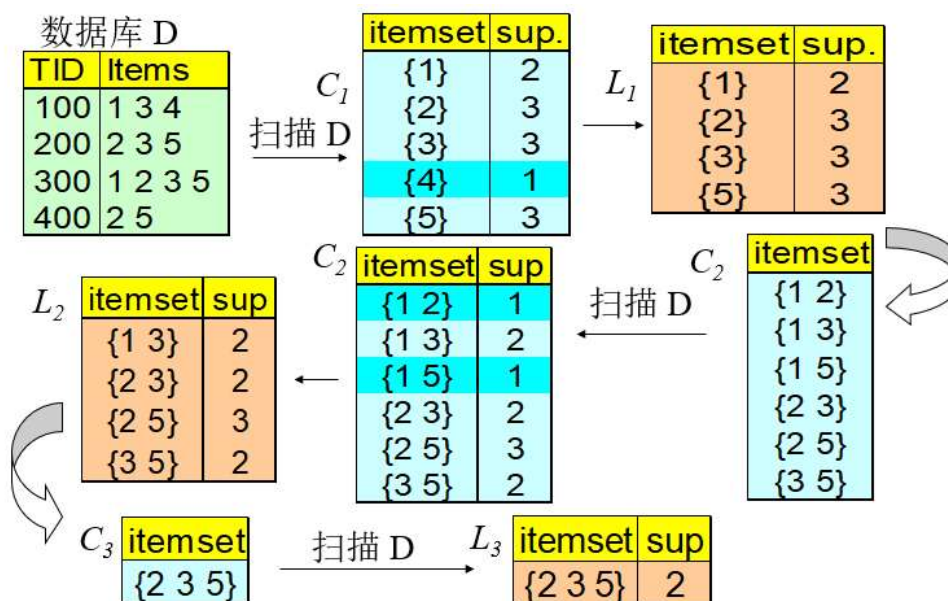 数据库 D
TID Items
100 1 3 4
200 2 3 5
300 1 2 3 5
400 2 5
扫描 D
C1
itemset sup.
{1} 2
{2} 3
{3} 3
{4} 1
{5} 3
L1
itemset sup.
{1} 2
{2} 3
{3} 3
{5} 3
C2
itemset
{1 2}
{1 3}
{1 5}
{2 3}
{2 5}
{3 5}
扫描 D
C2
itemset sup
{1 2} 1
{1 3} 2
{1 5} 1
{2 3} 2
{2 5} 3
{3 5} 2
L2
itemset sup
{1 3} 2
{2 3} 2
{2 5} 3
{3 5} 2
C3
itemset
{2 3 5}
扫描 D
L3
itemset sup
{2 3 5} 2